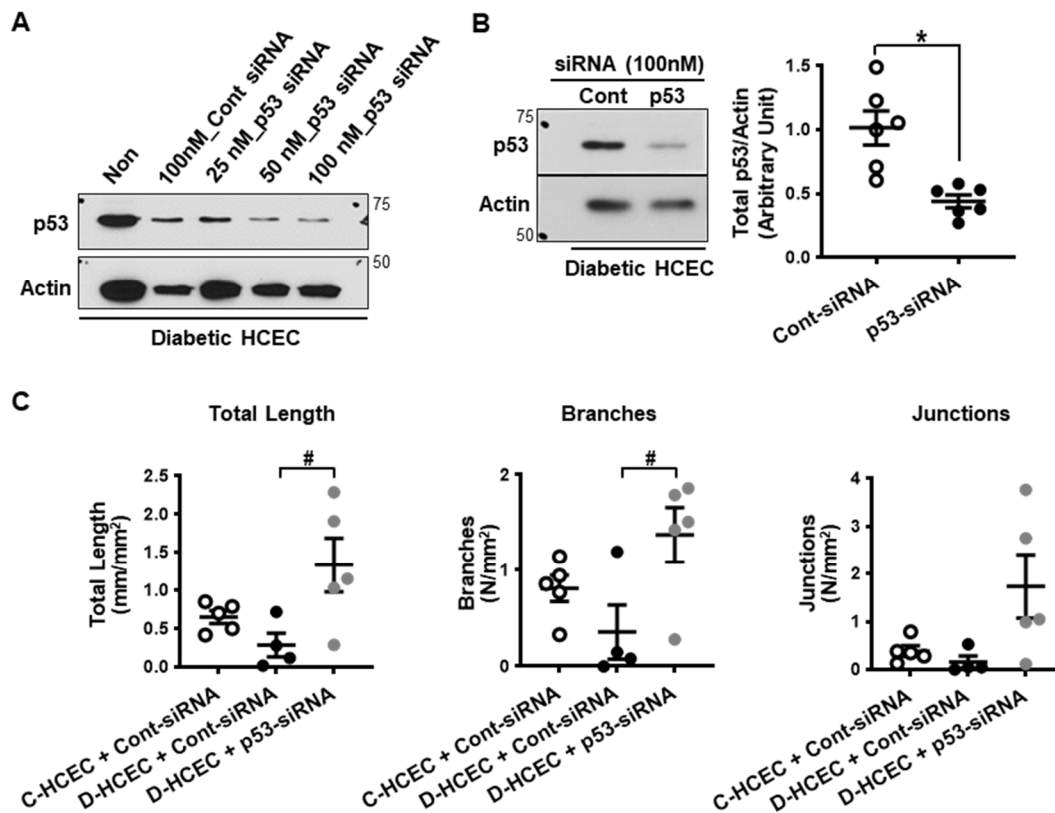 A
Non
100nM_Cont siRNA
25 nM_p53 siRNA
50 nM_p53 siRNA
100 nM_p53 siRNA
p53
75
50
Actin
Diabetic HCEC
B
siRNA (100nM)
Cont p53
75
p53
Actin
50
Diabetic HCEC
*
Total p53/Actin
(Arbitrary Unit)
1.5
1.0
0.5
0.0
Cont-siRNA
p53-siRNA
C
Total Length
#
Total Length
(mm/mm²)
2.5
2.0
1.5
1.0
0.5
0.0
C-HCEC + Cont-siRNA
D-HCEC + Cont-siRNA
D-HCEC + p53-siRNA
Branches
#
Branches
(N/mm²)
2
1
0
C-HCEC + Cont-siRNA
D-HCEC + Cont-siRNA
D-HCEC + p53-siRNA
Junctions
Junctions
(N/mm²)
4
3
2
1
0
C-HCEC + Cont-siRNA
D-HCEC + Cont-siRNA
D-HCEC + p53-siRNA